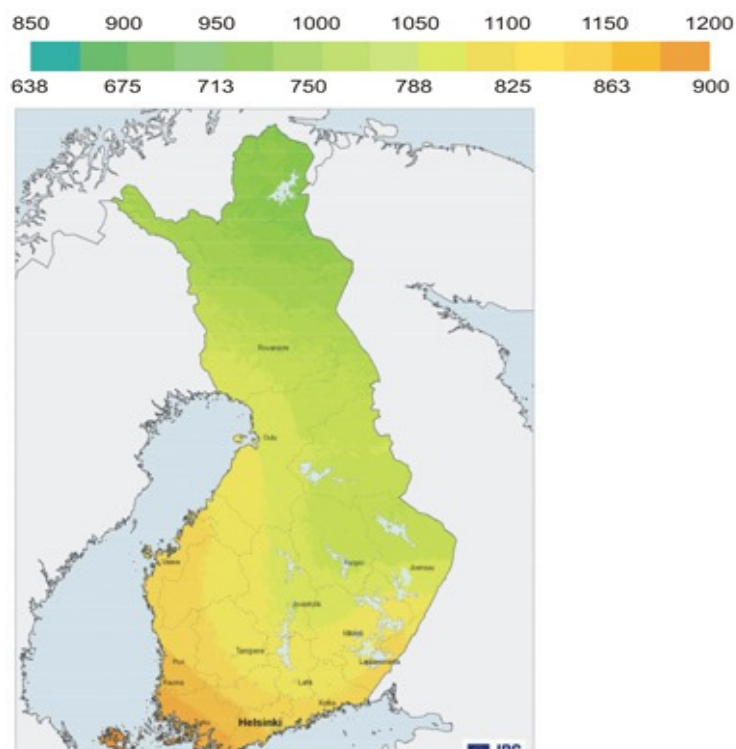 850 900 950 1000 1050 1100 1150 1200
638 675 713 750 788 825 863 900
Rovaniemi
Oulu
Vaasa
Kuopio
Joensuu
Jyväskylä
Mikkeli
Tampere
Lappeenranta
Pori
Rauma
Lahti
Kotka
Turku
Helsinki
JRC